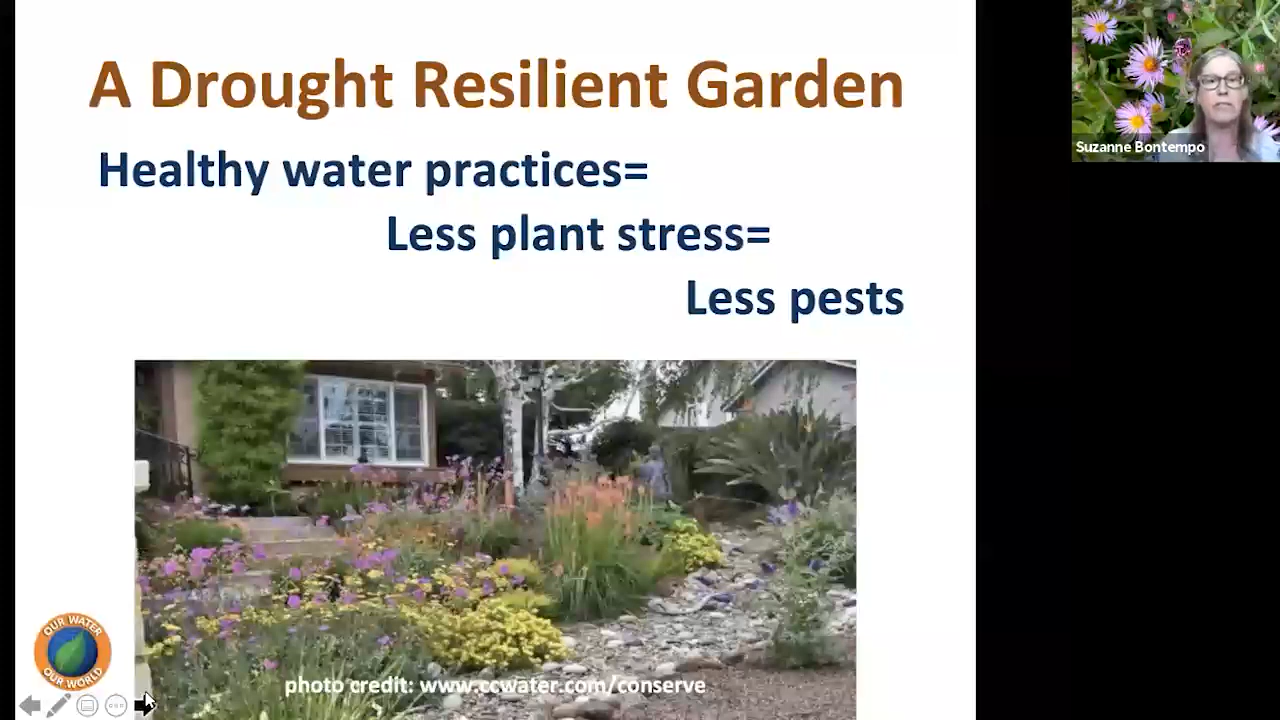 A Drought Resilient Garden
Healthy water practices=
Less plant stress=
Less pests
Suzanne Bontempo
OUR WATER
OUR WORLD
photo credit: www.ccwater.com/conserve